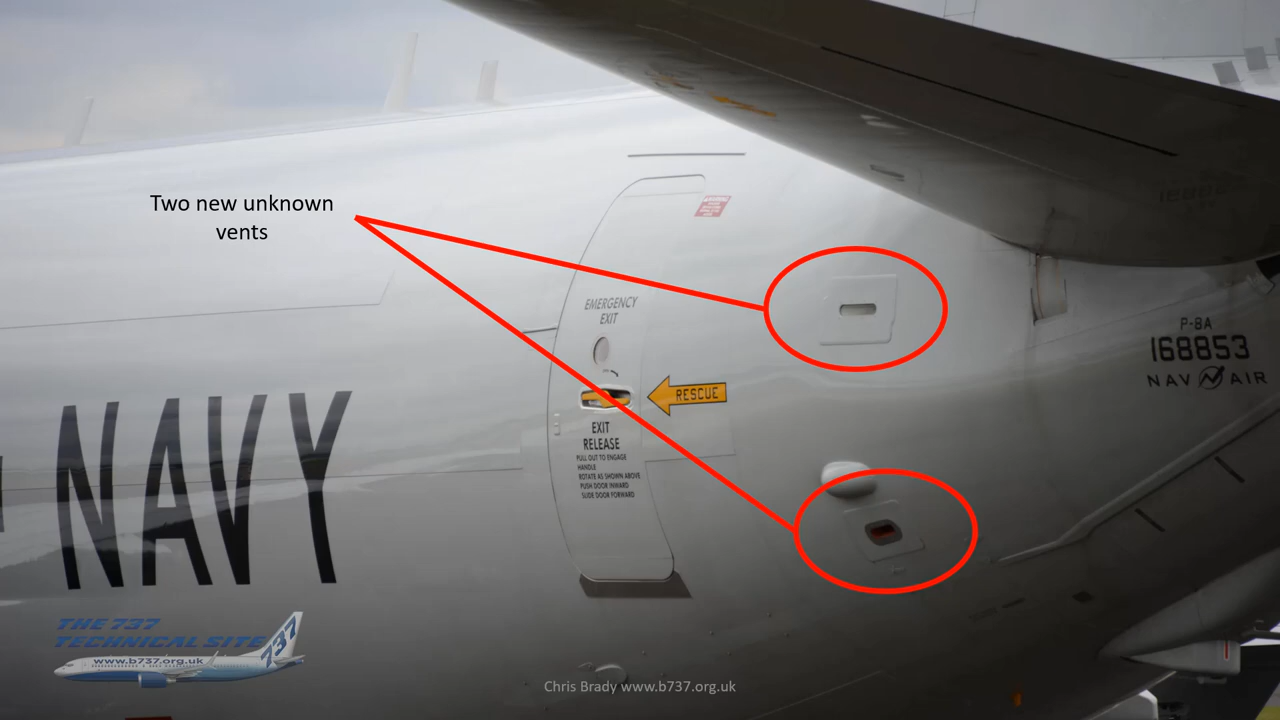 Two new unknown
vents
EMERGENCY
EXIT
RESCUE
EXIT
RELEASE
PULL OUT TO ENGAGE
HANDLE
ROTATE AS SHOWN ABOVE
PUSH DOOR INWARD
SLIDE DOOR FORWARD
P-8A
168853
NAV AIR
NAVY
THE 737
TECHNICAL SITE
737
www.b737.org.uk
Chris Brady www.b737.org.uk